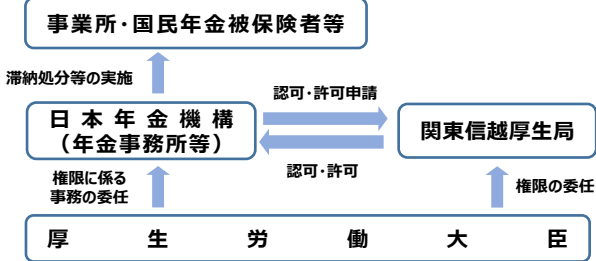 事業所・国民年金被保険者等
滞納処分等の実施
認可・許可申請
日本年金機構
（年金事務所等）
関東信越厚生局
認可・許可
権限に係る
事務の委任
権限の委任
厚生労働大臣